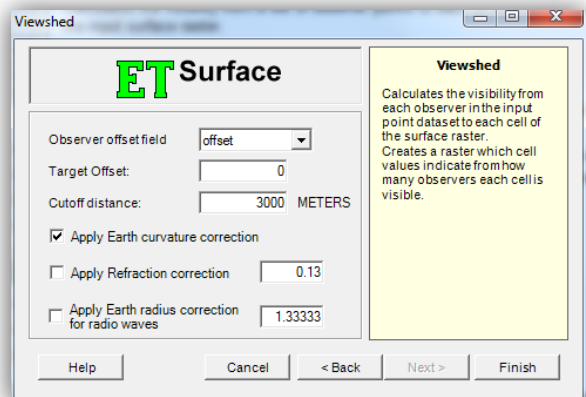 Viewshed
ET Surface
Observer offset field
offset
Target Offset:
0
Cutoff distance:
3000 METERS
Apply Earth curvature correction
Apply Refraction correction
0.13
Apply Earth radius correction
for radio waves
1.33333
Viewshed
Calculates the visibility from
each observer in the input
point dataset to each cell of
the surface raster.
Creates a raster which cell
values indicate from how
many observers each cell is
visible.
Help
Cancel
< Back
Next >
Finish